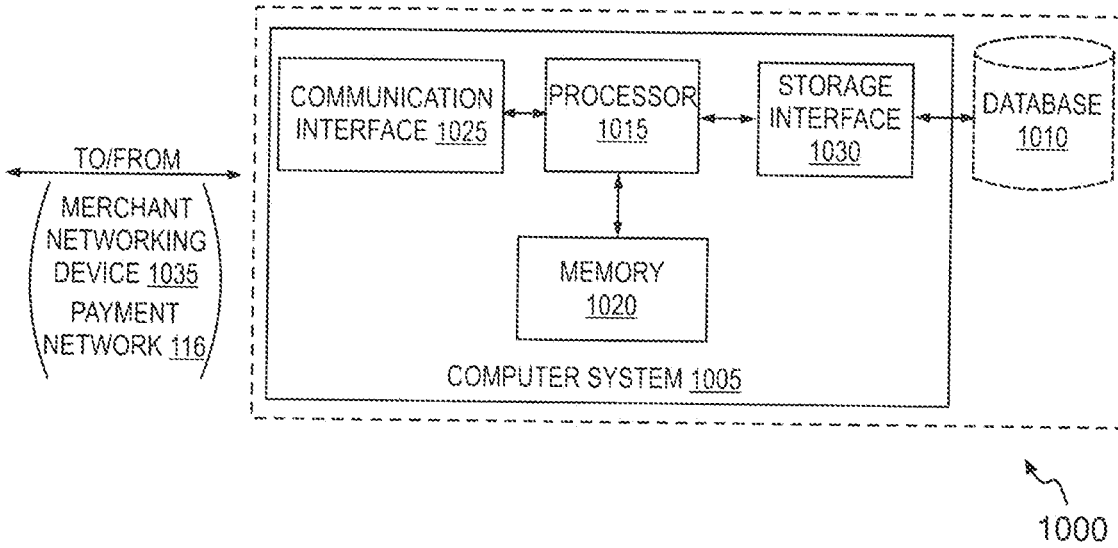 COMMUNICATION
INTERFACE 1025
PROCESSOR
1015
STORAGE
INTERFACE
1030
DATABASE
1010
TO/FROM
MERCHANT
NETWORKING
DEVICE 1035
PAYMENT
NETWORK 116
MEMORY
1020
COMPUTER SYSTEM 1005
1000